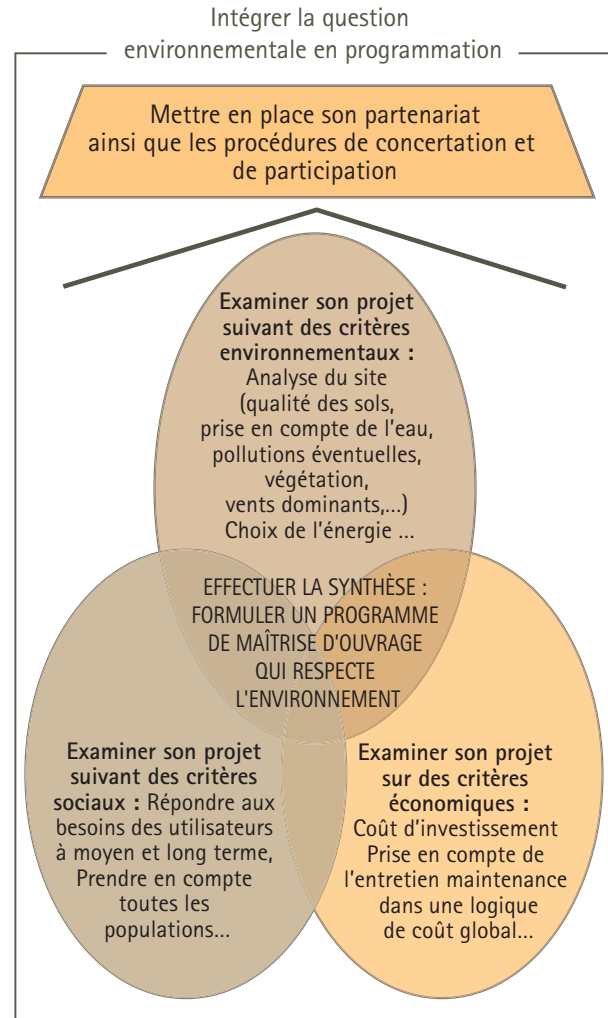 Intégrer la question
environnementale en programmation
Mettre en place son partenariat
ainsi que les procédures de concertation et
de participation
Examiner son projet
suivant des critères
environnementaux :
Analyse du site
(qualité des sols,
prise en compte de l'eau,
pollutions éventuelles,
végétation,
vents dominants,...)
Choix de l'énergie ...
EFFECTUER LA SYNTHÈSE :
FORMULER UN PROGRAMME
DE MAÎTRISE D'OUVRAGE
QUI RESPECTE
L'ENVIRONNEMENT
Examiner son projet
suivant des critères
sociaux : Répondre aux
besoins des utilisateurs
à moyen et long terme,
Prendre en compte
toutes les
populations...
Examiner son projet
sur des critères
économiques :
Coût d'investissement
Prise en compte de
l'entretien maintenance
dans une logique
de coût global...